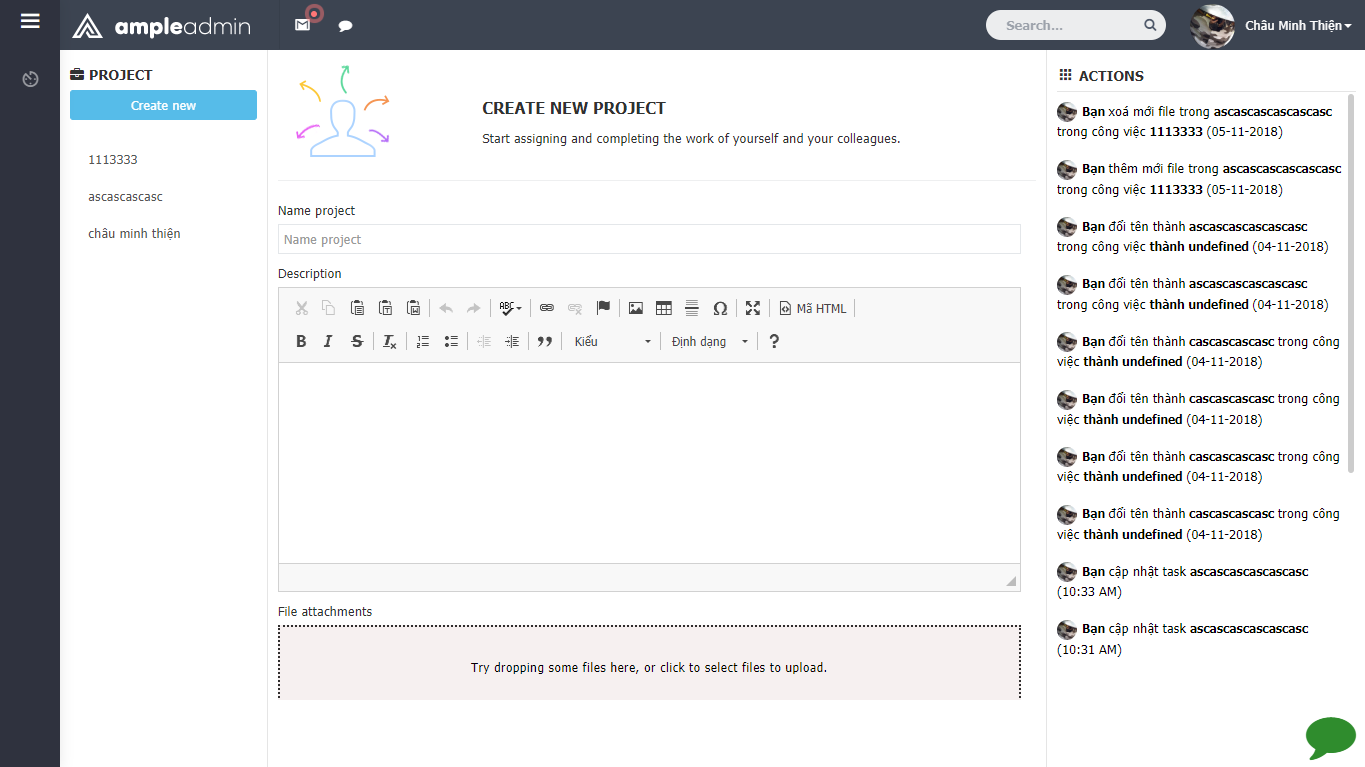 ampleadmin
Search...
Châu Minh Thiện
PROJECT
Create new
1113333
ascascascasc
châu minh thiện
CREATE NEW PROJECT
Start assigning and completing the work of yourself and your colleagues.
Name project
Name project
Description
ABC
Mã HTML
Kiểu
Định dạng
File attachments
Try dropping some files here, or click to select files to upload.
ACTIONS
Bạn xoá mới file trong ascascascascascasc
trong công việc 1113333 (05-11-2018)
Bạn thêm mới file trong ascascascascascasc
trong công việc 1113333 (05-11-2018)
Bạn đổi tên thành ascascascascascasc
trong công việc thành undefined (04-11-2018)
Bạn đổi tên thành ascascascascascasc
trong công việc thành undefined (04-11-2018)
Bạn đổi tên thành cascascascasc trong công
việc thành undefined (04-11-2018)
Bạn đổi tên thành cascascascasc trong công
việc thành undefined (04-11-2018)
Bạn đổi tên thành cascascascasc trong công
việc thành undefined (04-11-2018)
Bạn đổi tên thành cascascascasc trong công
việc thành undefined (04-11-2018)
Bạn cập nhật task ascascascascascasc
(10:33 AM)
Bạn cập nhật task ascascascascascasc
(10:31 AM)